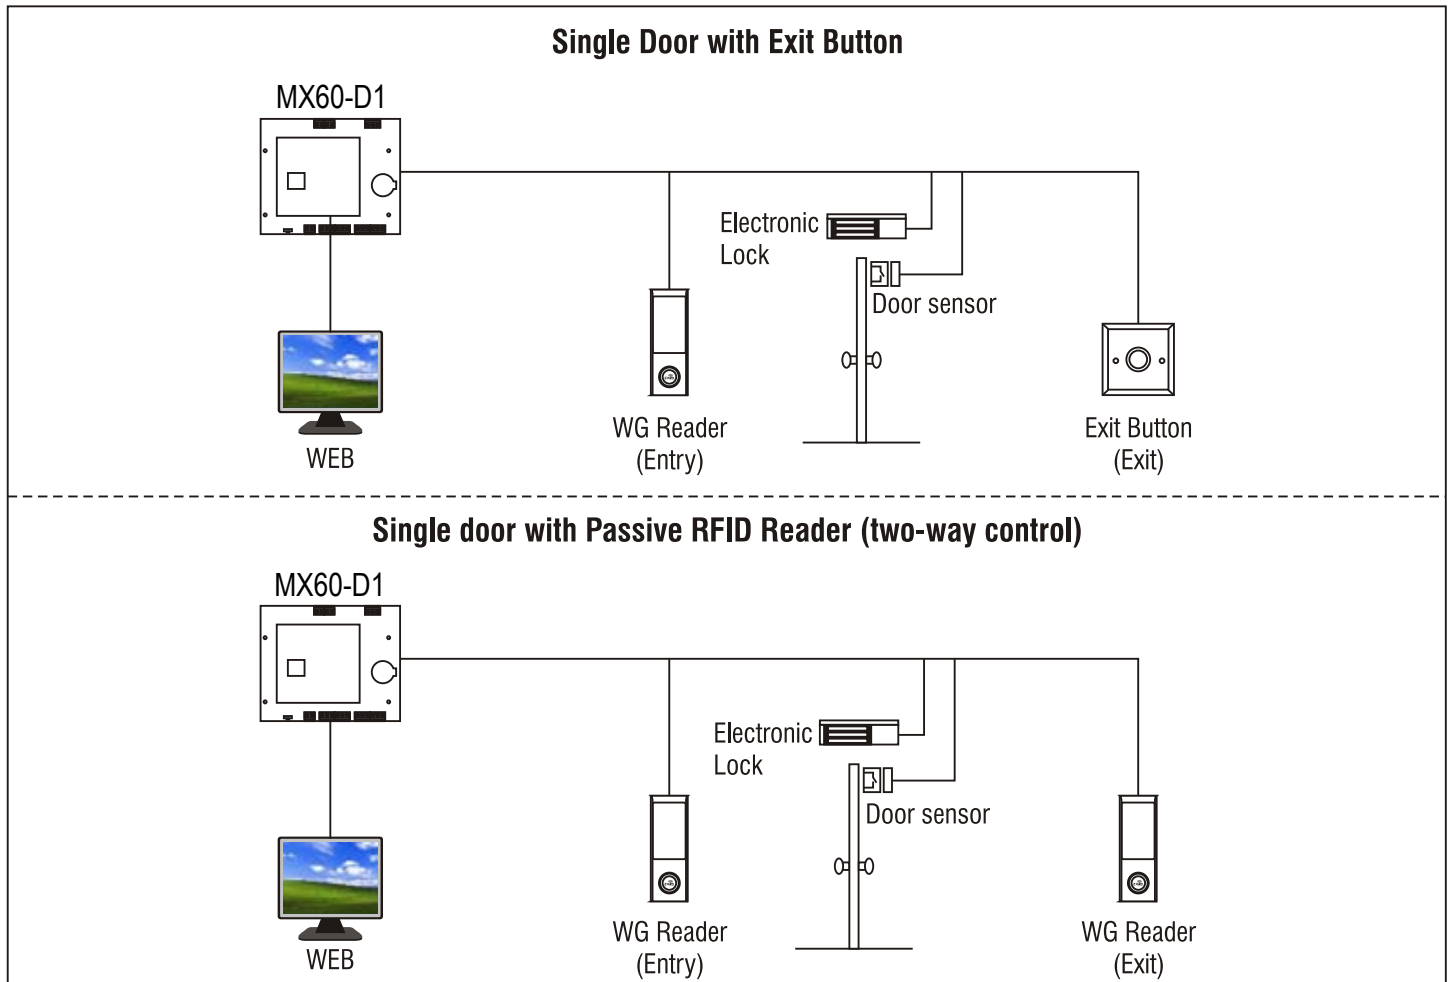 Single Door with Exit Button
MX60-D1
Electronic
Lock
Door sensor
WEB
WG Reader
(Entry)
Exit Button
(Exit)
Single door with Passive RFID Reader (two-way control)
MX60-D1
Electronic
Lock
Door sensor
WEB
WG Reader
(Entry)
WG Reader
(Exit)